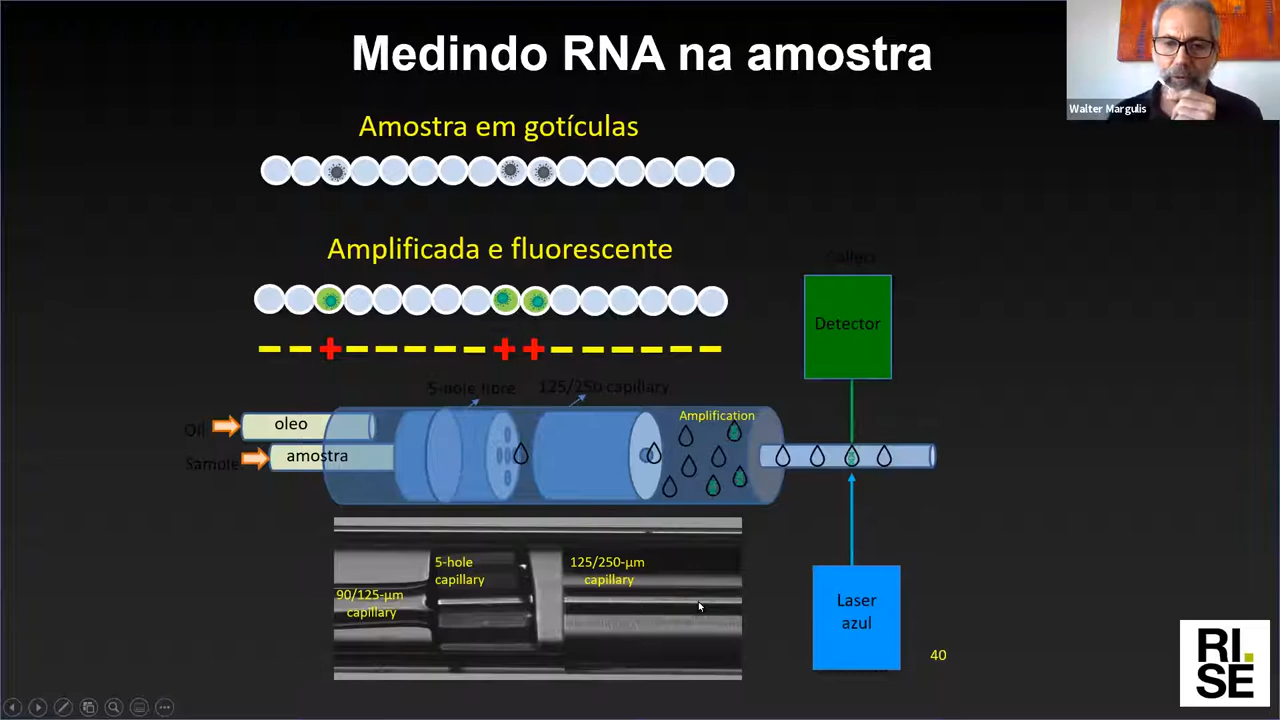 Medindo RNA na amostra
Walter Margulis
Amostra em gotículas
Amplificada e fluorescente
Detector
5-hole fibre
125/250 capillary
Amplification
Oil
oleo
Sample
amostra
5-hole
capillary
125/250-µm
capillary
90/125-µm
capillary
Laser
azul
40
RI.
SE